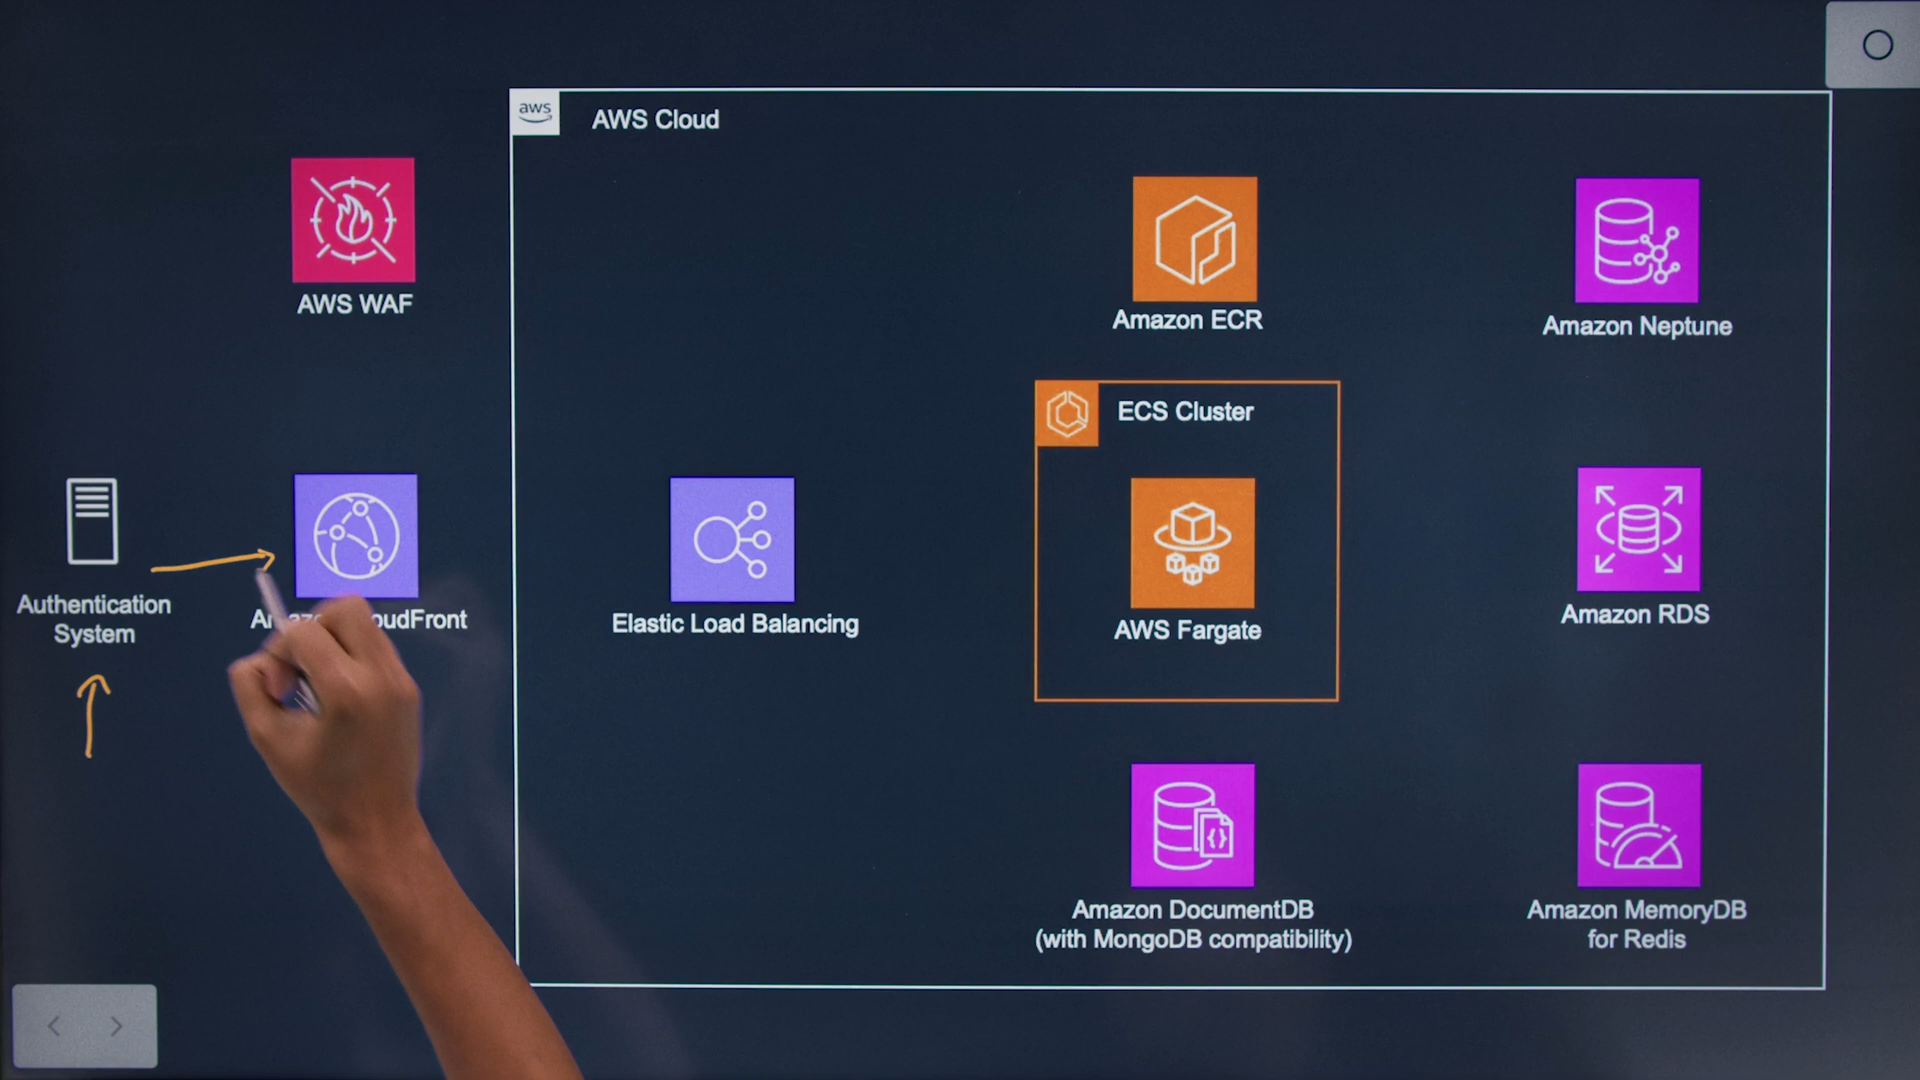 aws
AWS Cloud
AWS WAF
Amazon ECR
Amazon Neptune
ECS Cluster
Authentication
System
Elastic Load Balancing
AWS Fargate
Amazon RDS
Amazon DocumentDB
(with MongoDB compatibility)
Amazon MemoryDB
for Redis